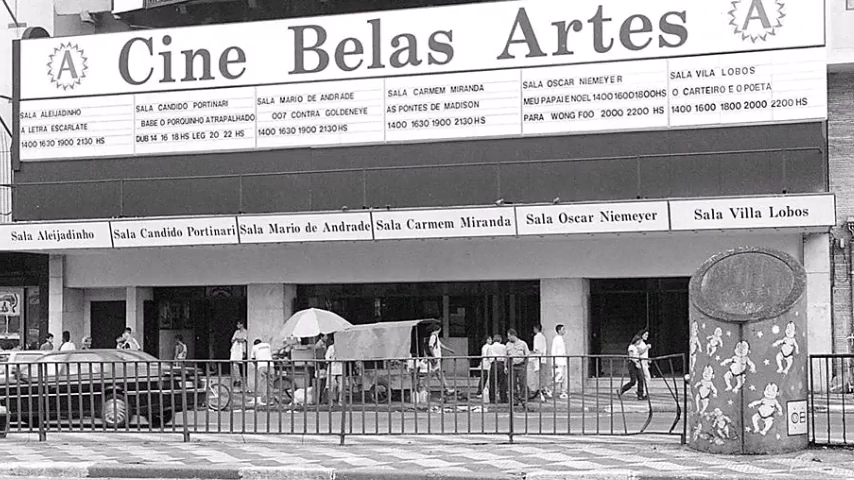 A Cine Belas Artes A
SALA ALEIJADINHO
A LETRA ESCARLATE
1400 1630 1900 2130 HS
SALA CANDIDO PORTINARI
BABE O PORQUINHO ATRAPALHADO
DUB 14 16 18 HS LEG 20 22 HS
SALA MARIO DE ANDRADE
007 CONTRA GOLDENEYE
1400 1630 1900 2130 HS
SALA CARMEM MIRANDA
AS PONTES DE MADISON
1400 1630 1900 2130 HS
SALA OSCAR NIEMEYER
MEU PAPAI E NOEL 1400 1600 1800 HS
PARA WONG FOO 2000 2200 HS
SALA VILA LOBOS
O CARTEIRO E O POETA
1400 1600 1800 2000 2200 HS
Sala Aleijadinho
Sala Candido Portinari
Sala Mario de Andrade
Sala Carmem Miranda
Sala Oscar Niemeyer
Sala Villa Lobos